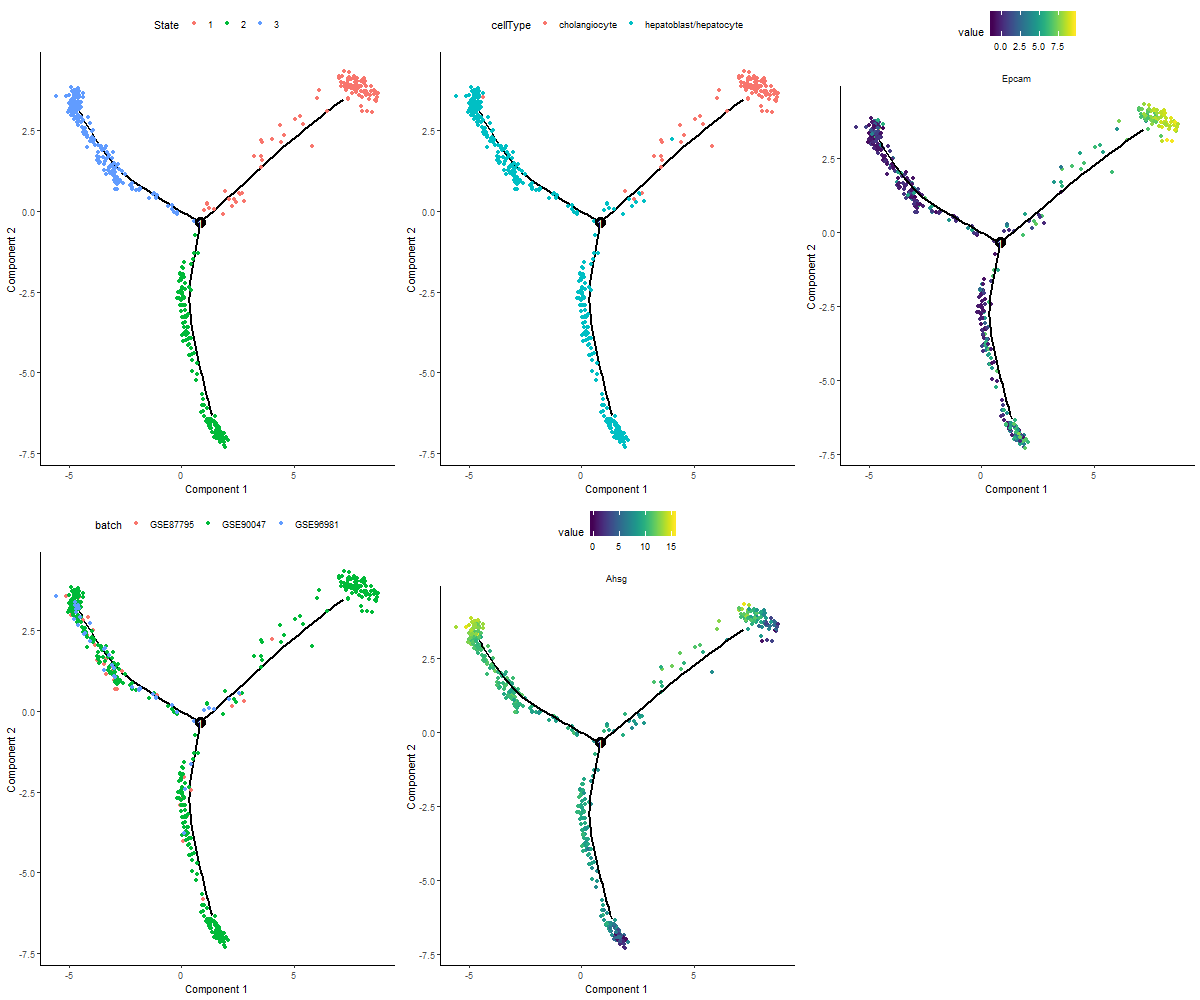 State 1 2 3
2.5
0.0
-2.5
-5.0
-7.5
Component 2
-5 0 5
Component 1
cellType cholangiocyte hepatoblast/hepatocyte
2.5
0.0
-2.5
-5.0
-7.5
Component 2
-5 0 5
Component 1
value
0.0 2.5 5.0 7.5
Epcam
2.5
0.0
-2.5
-5.0
-7.5
Component 2
-5 0 5
Component 1
batch GSE87795 GSE90047 GSE96981
2.5
0.0
-2.5
-5.0
-7.5
Component 2
-5 0 5
Component 1
value
0 5 10 15
Ahsg
2.5
0.0
-2.5
-5.0
-7.5
Component 2
-5 0 5
Component 1